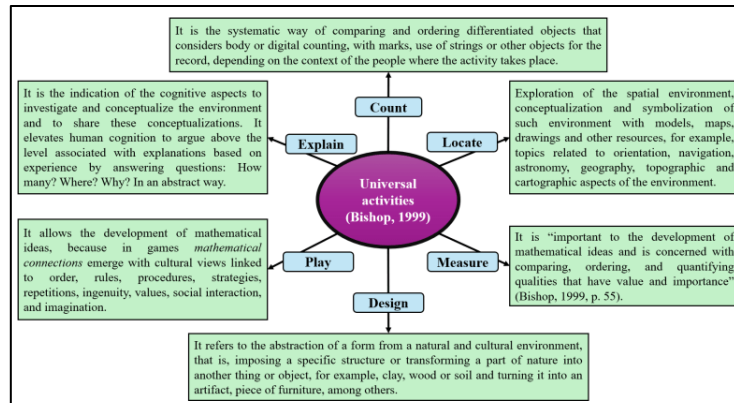 It is the systematic way of comparing and ordering differentiated objects that
considers body or digital counting, with marks, use of strings or other objects for the
record, depending on the context of the people where the activity takes place.
It is the indication of the cognitive aspects to
investigate and conceptualize the environment
and to share these conceptualizations. It
elevates human cognition to argue above the
level associated with explanations based on
experience by answering questions: How
many? Where? Why? In an abstract way.
Count
Exploration of the spatial environment,
conceptualization and symbolization of
such environment with models, maps,
drawings and other resources, for example,
topics related to orientation, navigation,
astronomy, geography, topographic and
cartographic aspects of the environment.
Explain
Locate
Universal
activities
(Bishop, 1999)
It allows the development of mathematical
ideas, because in games mathematical
connections emerge with cultural views linked
to order, rules, procedures, strategies,
repetitions, ingenuity, values, social interaction,
and imagination.
Play
Measure
It is “important to the development of
mathematical ideas and is concerned with
comparing, ordering, and quantifying
qualities that have value and importance”
(Bishop, 1999, p. 55).
Design
It refers to the abstraction of a form from a natural and cultural environment,
that is, imposing a specific structure or transforming a part of nature into
another thing or object, for example, clay, wood or soil and turning it into an
artifact, piece of furniture, among others.